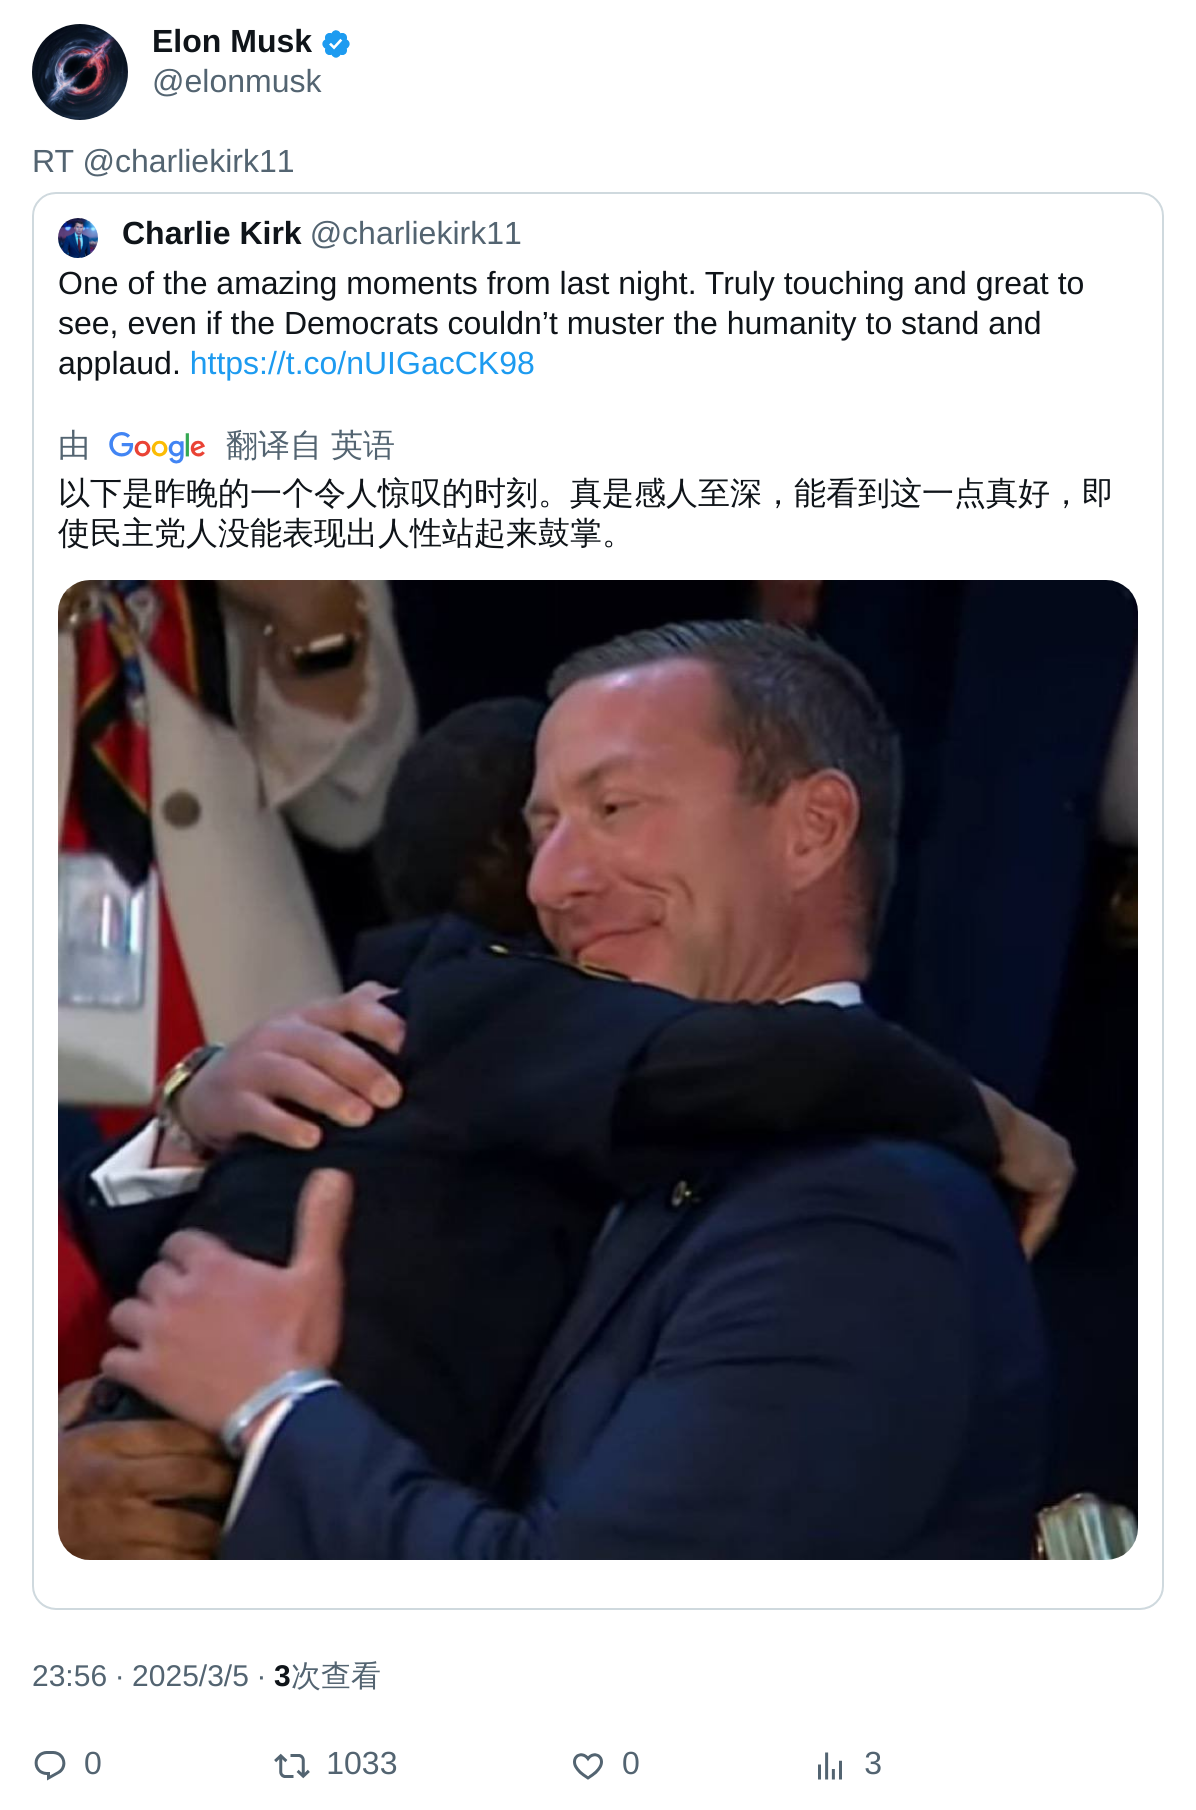 Elon Musk
@elonmusk
RT @charliekirk11
Charlie Kirk @charliekirk11
One of the amazing moments from last night. Truly touching and great to
see, even if the Democrats couldn’t muster the humanity to stand and
applaud. https://t.co/nUIGacCK98
由 Google 翻译自 英语
以下是昨晚的一个令人惊叹的时刻。真是感人至深，能看到这一点真好，即
使民主党人没能表现出人性站起来鼓掌。
23:56 · 2025/3/5 · 3次查看
0 1033 0 3